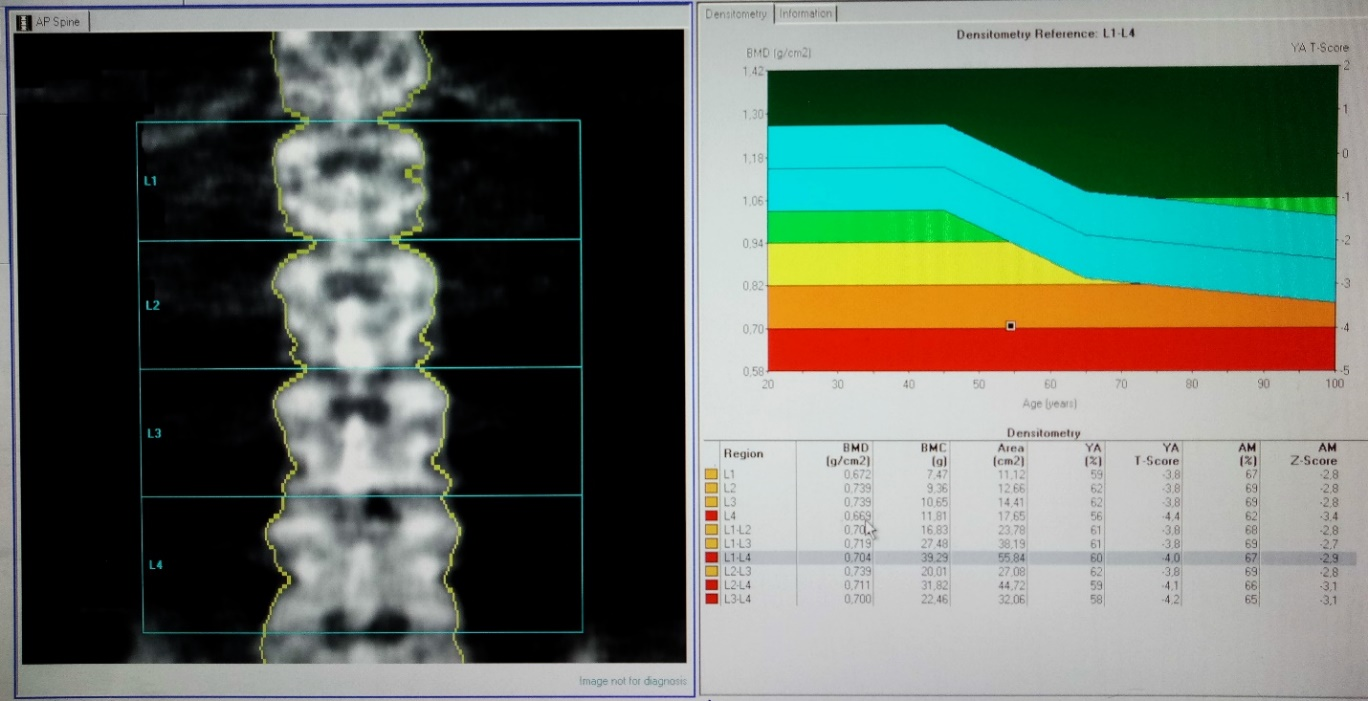 AP Spine
L1
L2
L3
L4
Image not for diagnosis
Densitometry Information
Densitometry Reference: L1-L4
BMD (g/cm2) YA T-Score
1,42 2
1,30 1
1,18 0
1,06 -1
0,94 -2
0,82 -3
0,70 -4
0,58 -5
20 30 40 50 60 70 80 90 100
Age (years)
Densitometry
Region BMD (g/cm2) BMC (g) Area (cm2) YA (%) YA T-Score AM (%) AM Z-Score
L1 0,672 7,47 11,12 59 -3,8 67 -2,8
L2 0,739 9,36 12,66 62 -3,8 69 -2,8
L3 0,739 10,65 14,41 62 -3,8 69 -2,8
L4 0,669 11,81 17,65 56 -4,4 62 -3,4
L1-L2 16,83 23,78 61 -3,8 68 -2,8
L1-L3 0,719 27,48 38,19 61 -3,8 69 -2,7
L1-L4 0,704 39,29 55,84 60 -4,0 67 -2,9
L2-L3 0,739 20,01 27,08 62 -3,8 69 -2,8
L2-L4 0,711 31,82 44,72 59 -4,1 66 -3,1
L3-L4 0,700 22,46 32,06 58 -4,2 65 -3,1